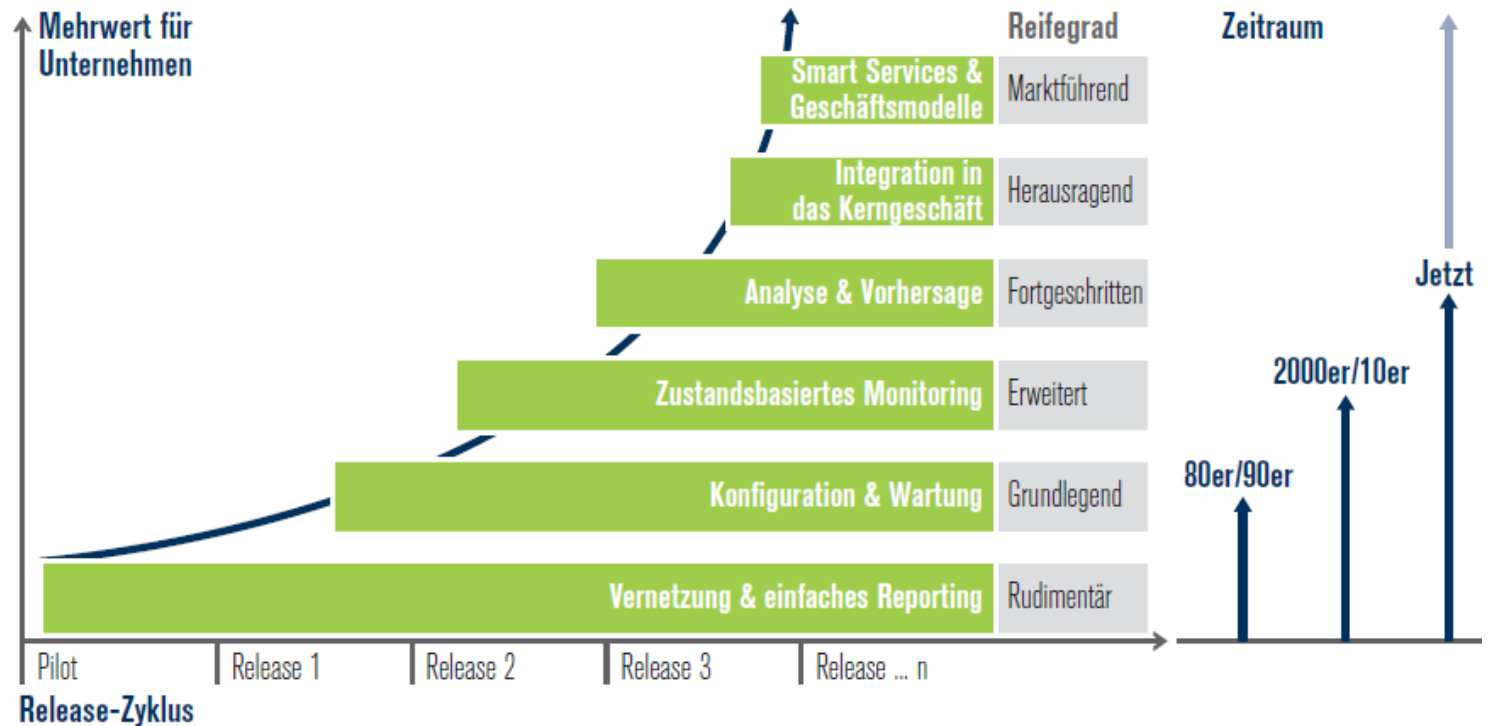 Mehrwert für
Unternehmen
Reifegrad
Zeitraum
Smart Services &
Geschäftsmodelle
Marktführend
Integration in
das Kerngeschäft
Herausragend
Analyse & Vorhersage
Fortgeschritten
Jetzt
Zustandsbasiertes Monitoring
Erweitert
2000er/10er
Konfiguration & Wartung
Grundlegend
80er/90er
Vernetzung & einfaches Reporting
Rudimentär
Pilot
Release 1
Release 2
Release 3
Release ... n
Release-Zyklus